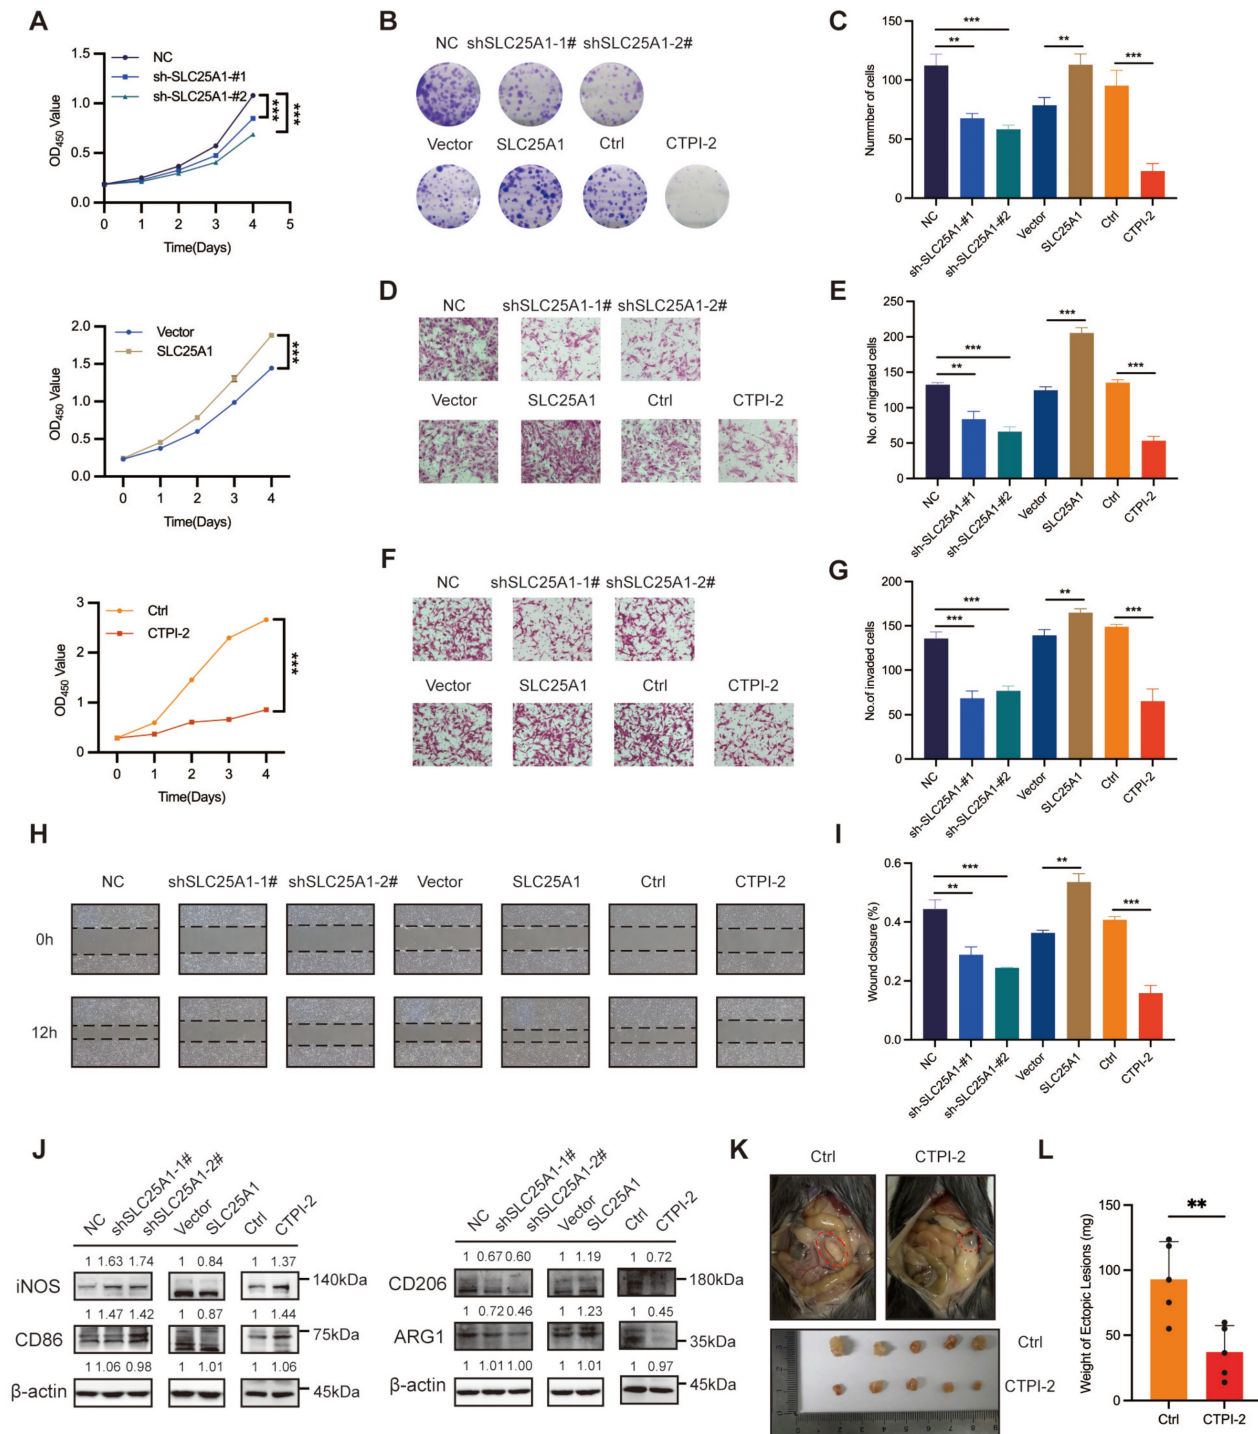 A
1.5
1.0
0.5
0.0
OD450 Value
NC
sh-SLC25A1-#1
sh-SLC25A1-#2
***
***
0 1 2 3 4 5
Time(Days)
2.0
1.5
1.0
0.5
0.0
OD450 Value
Vector
SLC25A1
***
0 1 2 3 4
Time(Days)
3
2
1
0
OD450 Value
Ctrl
CTPI-2
***
0 1 2 3 4
Time(Days)
B
NC shSLC25A1-1# shSLC25A1-2#
Vector SLC25A1 Ctrl CTPI-2
C
100
50
0
Nummber of cells
***
** ** ***
NC sh-SLC25A1-#1 sh-SLC25A1-#2 Vector SLC25A1 Ctrl CTPI-2
D
NC shSLC25A1-1# shSLC25A1-2#
Vector SLC25A1 Ctrl CTPI-2
E
250
200
150
100
50
0
No. of migrated cells
***
***
** ***
NC sh-SLC25A1-#1 sh-SLC25A1-#2 Vector SLC25A1 Ctrl CTPI-2
F
NC shSLC25A1-1# shSLC25A1-2#
Vector SLC25A1 Ctrl CTPI-2
G
200
150
100
50
0
No.of invaded cells
*** ** ***
***
NC sh-SLC25A1-#1 sh-SLC25A1-#2 Vector SLC25A1 Ctrl CTPI-2
H
NC shSLC25A1-1# shSLC25A1-2# Vector SLC25A1 Ctrl CTPI-2
0h
12h
I
0.6
0.4
0.2
0.0
Wound closure (%)
*** **
** ***
NC sh-SLC25A1-#1 sh-SLC25A1-#2 Vector SLC25A1 Ctrl CTPI-2
J
NC shSLC25A1-1# shSLC25A1-2# Vector SLC25A1 Ctrl CTPI-2
1 1.63 1.74 1 0.84 1 1.37
iNOS 140kDa
1 1.47 1.42 1 0.87 1 1.44
CD86 75kDa
1 1.06 0.98 1 1.01 1 1.06
β-actin 45kDa
NC shSLC25A1-1# shSLC25A1-2# Vector SLC25A1 Ctrl CTPI-2
1 0.67 0.60 1 1.19 1 0.72
CD206 180kDa
1 0.72 0.46 1 1.23 1 0.45
ARG1 35kDa
1 1.01 1.00 1 1.01 1 0.97
β-actin 45kDa
K
Ctrl CTPI-2
Ctrl
CTPI-2
L
150
100
50
0
Weight of Ectopic Lesions (mg)
**
Ctrl CTPI-2